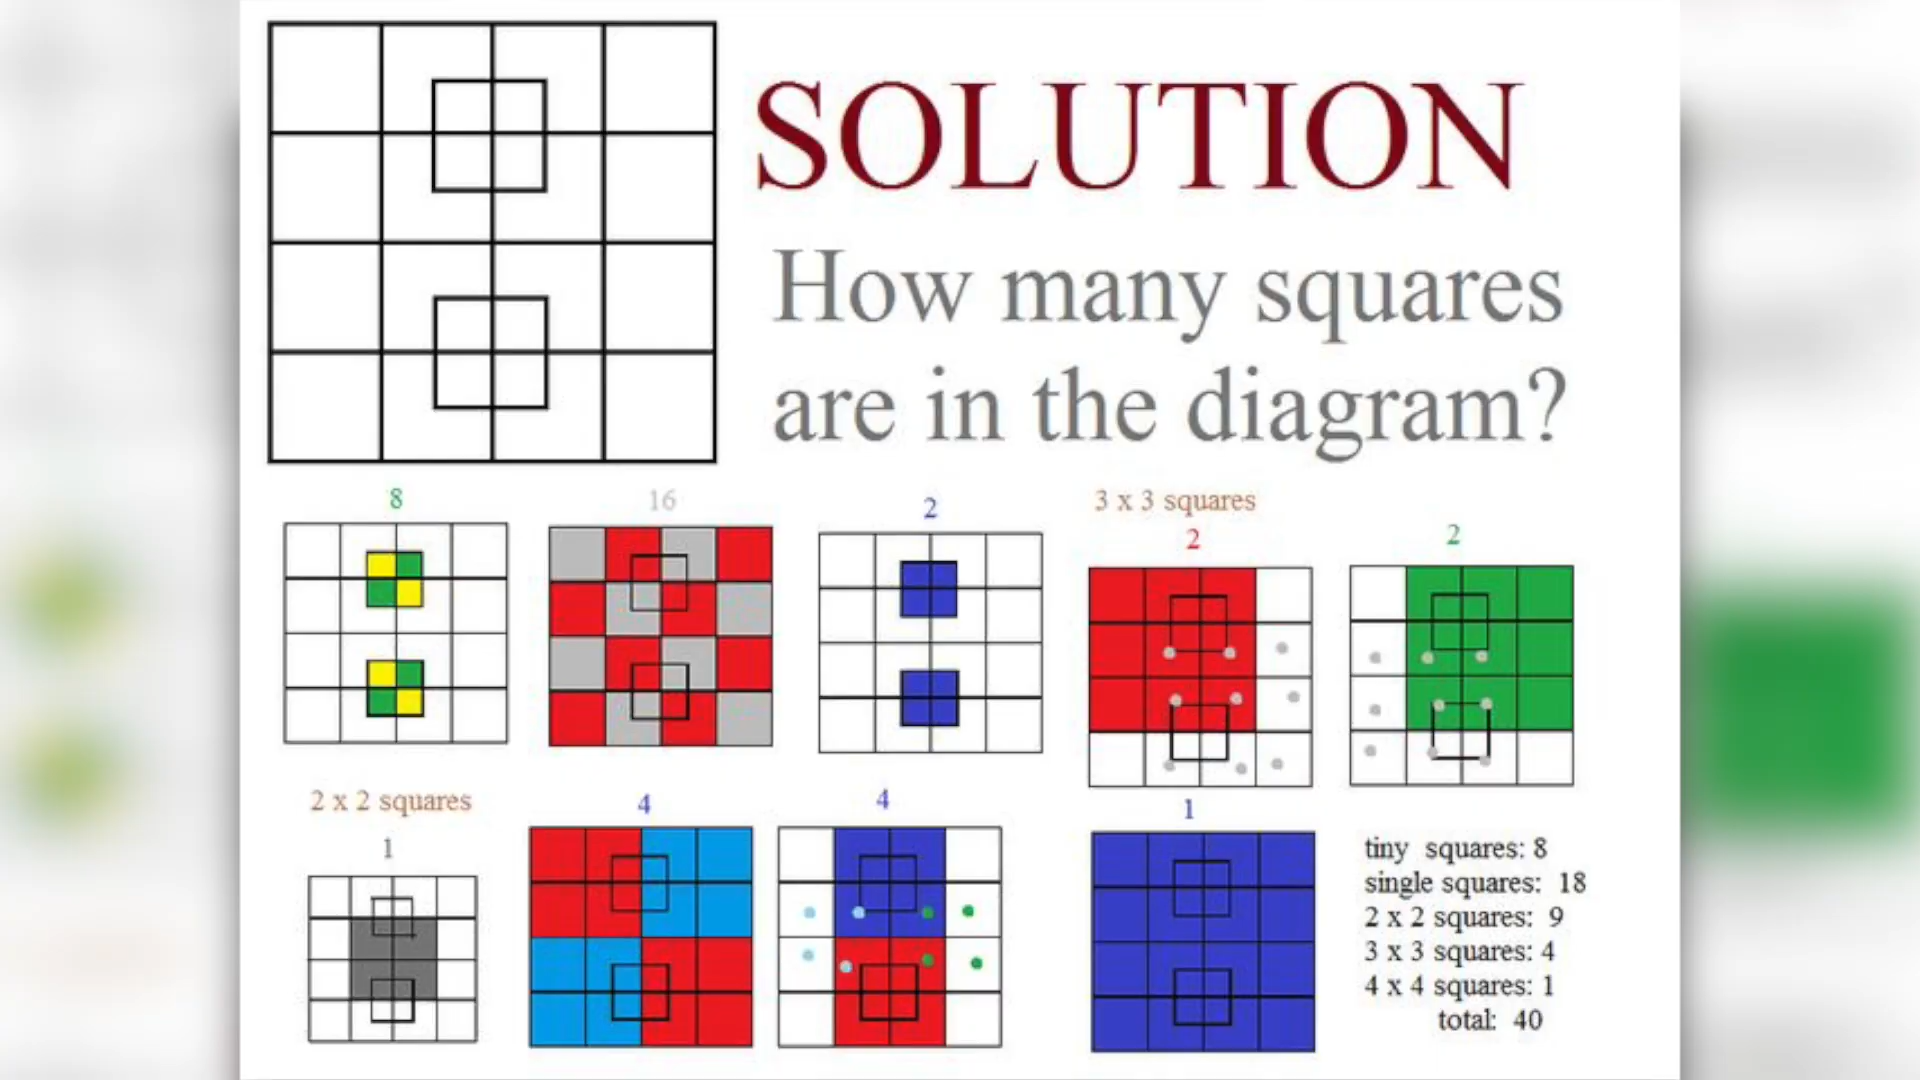 SOLUTION
How many squares
are in the diagram?
8
16
2
3 x 3 squares
2
2
2 x 2 squares
1
4
4
1
tiny squares: 8
single squares: 18
2 x 2 squares: 9
3 x 3 squares: 4
4 x 4 squares: 1
total: 40